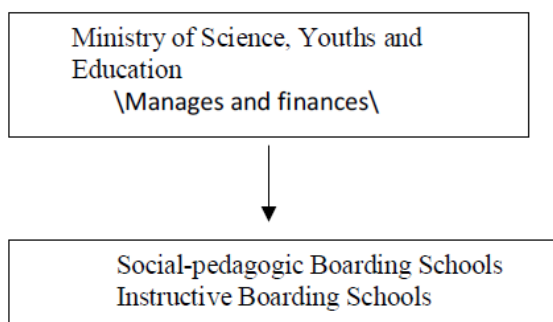 Ministry of Science, Youths and
Education
\Manages and finances\
Social-pedagogic Boarding Schools
Instructive Boarding Schools